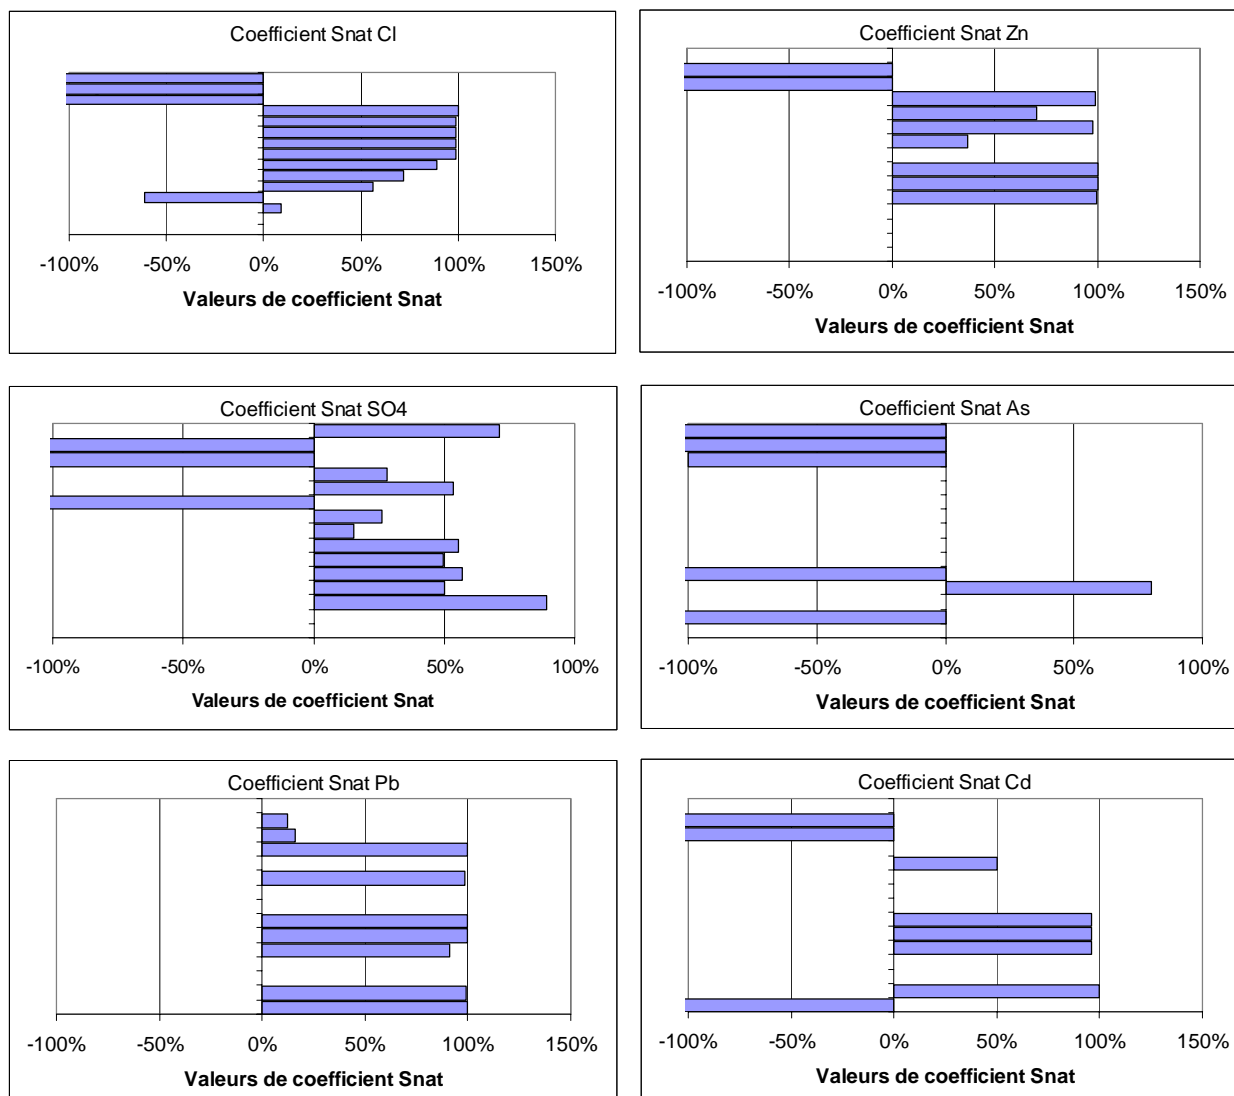 Coefficient Snat Cl
-100% -50% 0% 50% 100% 150%
Valeurs de coefficient Snat
Coefficient Snat Zn
-100% -50% 0% 50% 100% 150%
Valeurs de coefficient Snat
Coefficient Snat SO4
-100% -50% 0% 50% 100%
Valeurs de coefficient Snat
Coefficient Snat As
-100% -50% 0% 50% 100%
Valeurs de coefficient Snat
Coefficient Snat Pb
-100% -50% 0% 50% 100% 150%
Valeurs de coefficient Snat
Coefficient Snat Cd
-100% -50% 0% 50% 100% 150%
Valeurs de coefficient Snat